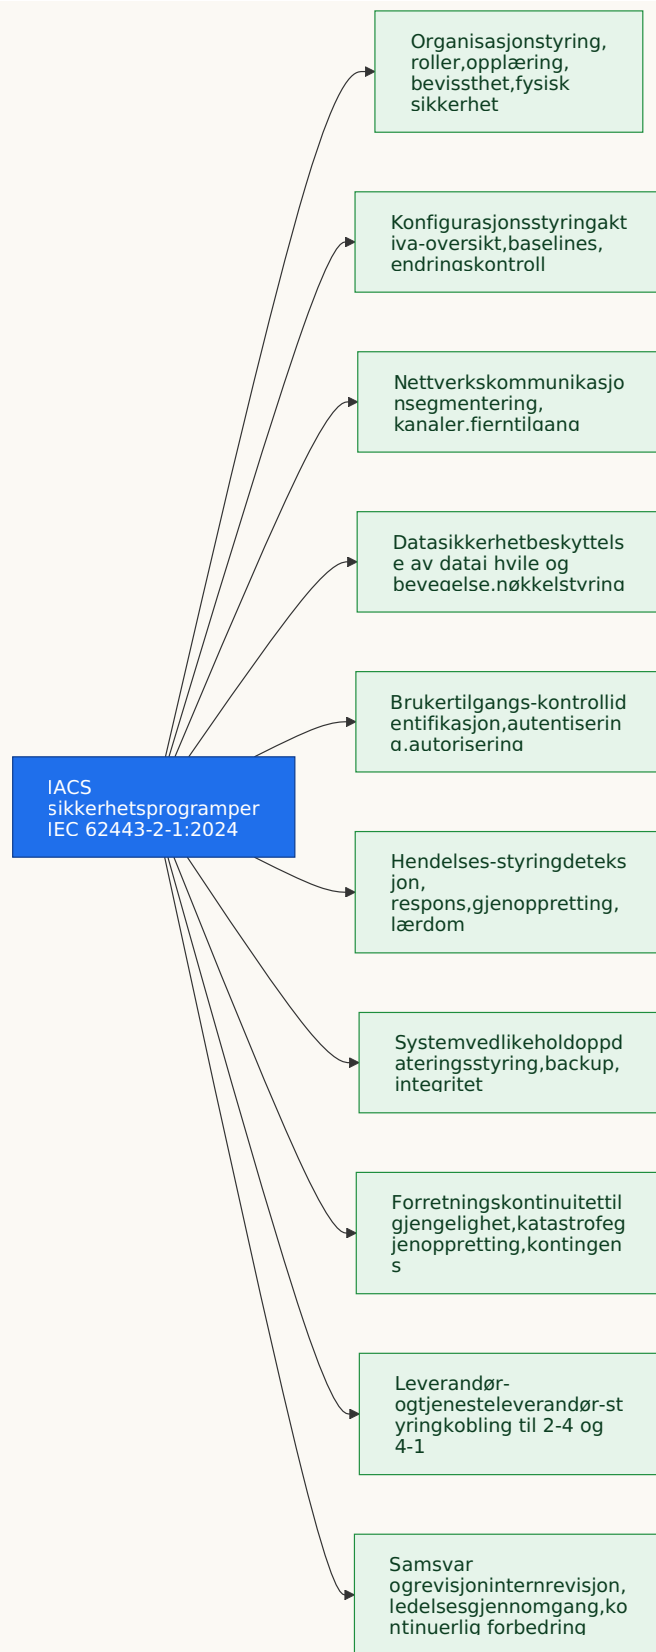 Organisasjonstyring,
roller,opplæring,
bevissthet,fysisk
sikkerhet
Konfigurasjonsstyringakt
iva-oversikt,baselines,
endringskontroll
Nettverkskommunikasjo
nsegmentering,
kanaler,fjerntilgang
Datasikkerhetbeskyttels
e av datai hvile og
bevegelse,nøkkelstyring
Brukertilgangs-kontrollid
entifikasjon,autentiserin
g,autorisering
IACS
sikkerhetsprogramper
IEC 62443-2-1:2024
Hendelses-styringdeteks
jon,
respons,gjenoppretting,
lærdom
Systemvedlikeholdoppd
ateringsstyring,backup,
integritet
Forretningskontinuitettil
gjengelighet,katastrofeg
jenoppretting,kontingen
s
Leverandør-
ogtjenesteleverandør-st
yringkobling til 2-4 og
4-1
Samsvar
ogrevisjoninternrevisjon,
ledelsesgjennomgang,ko
ntinuerlig forbedring